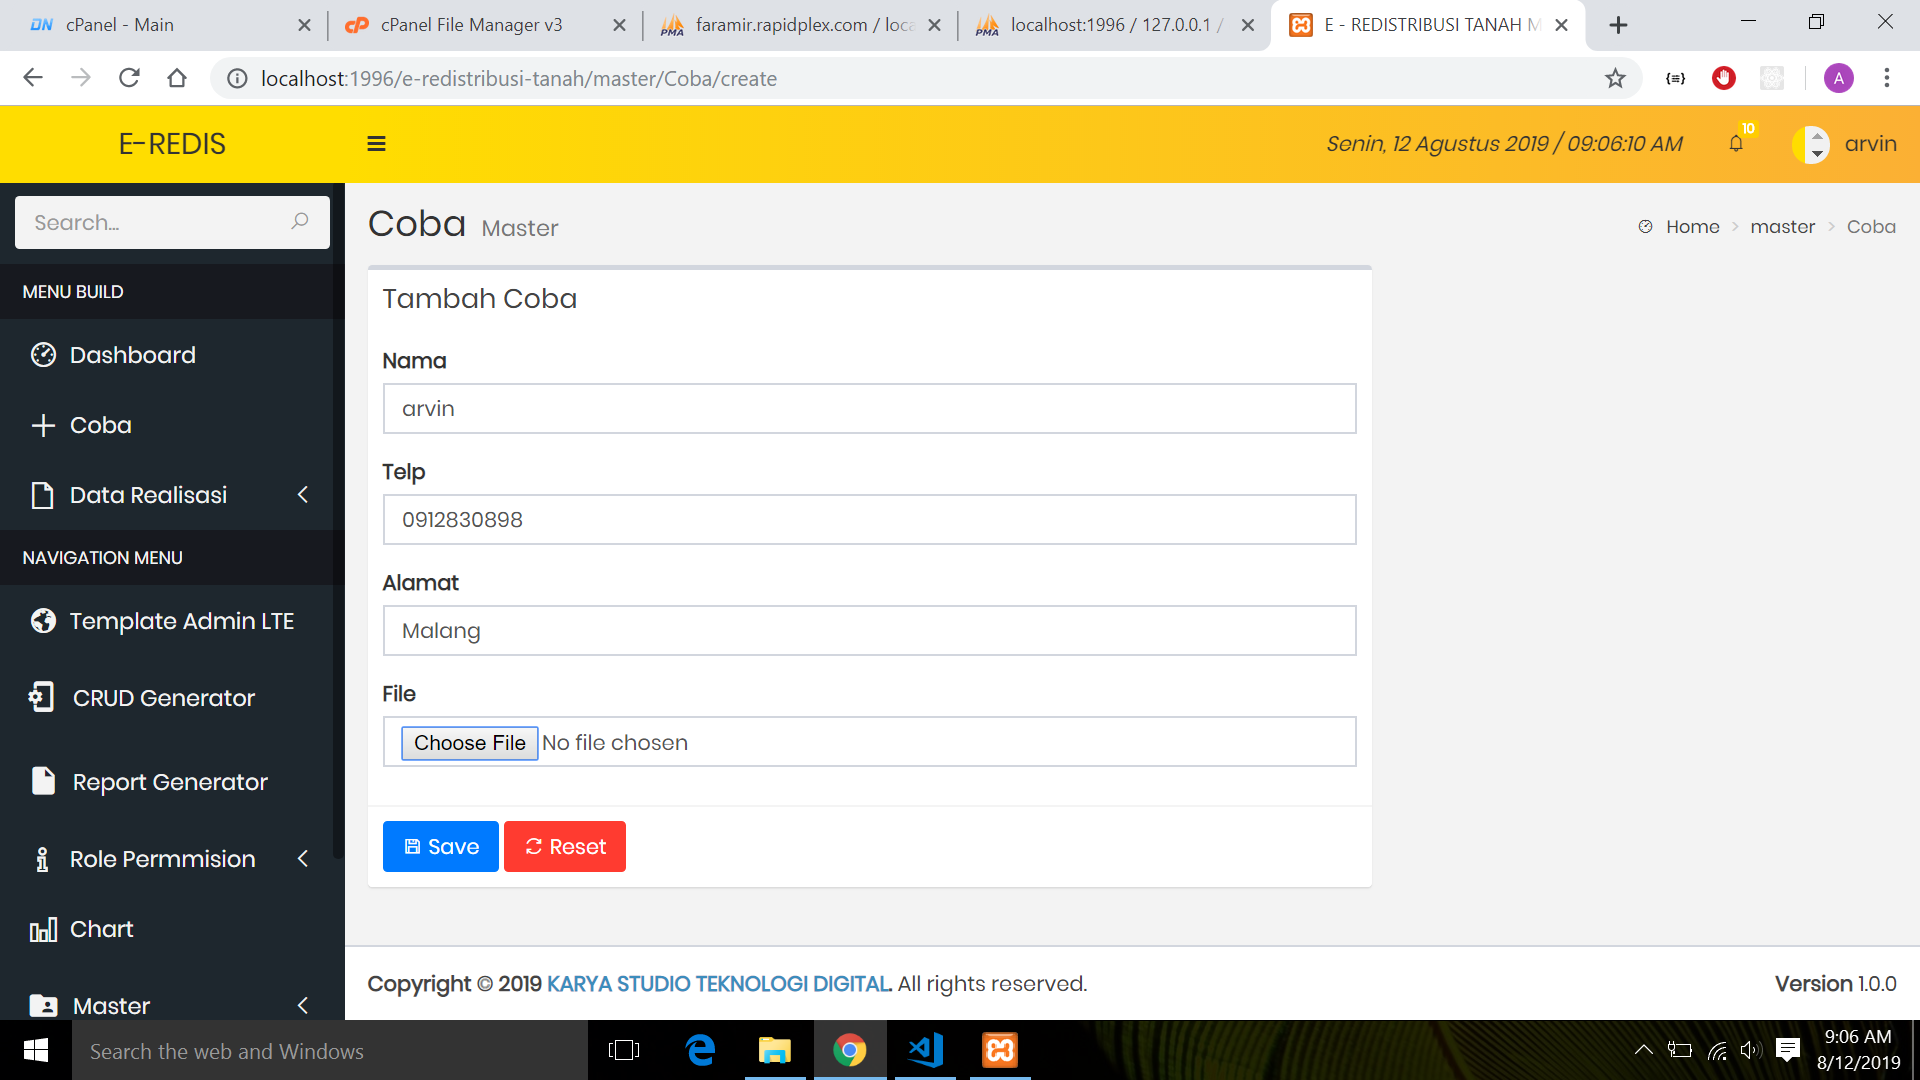 cPanel - Main
cPanel File Manager v3
faramir.rapidplex.com / loca
localhost:1996 / 127.0.0.1 /
E - REDISTRIBUSI TANAH M
localhost:1996/e-redistribusi-tanah/master/Coba/create
A
E-REDIS
Senin, 12 Agustus 2019 / 09:06:10 AM
10
arvin
Search...
MENU BUILD
Dashboard
Coba
Data Realisasi
NAVIGATION MENU
Template Admin LTE
CRUD Generator
Report Generator
Role Permmision
Chart
Master
Coba Master
Home > master > Coba
Tambah Coba
Nama
arvin
Telp
0912830898
Alamat
Malang
File
Choose File No file chosen
Save Reset
Copyright © 2019 KARYA STUDIO TEKNOLOGI DIGITAL. All rights reserved.
Version 1.0.0
Search the web and Windows
9:06 AM
8/12/2019